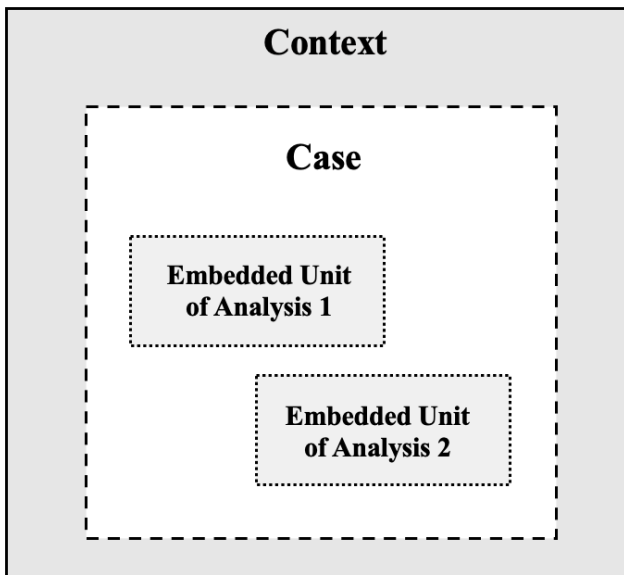 Context
Case
Embedded Unit
of Analysis 1
Embedded Unit
of Analysis 2